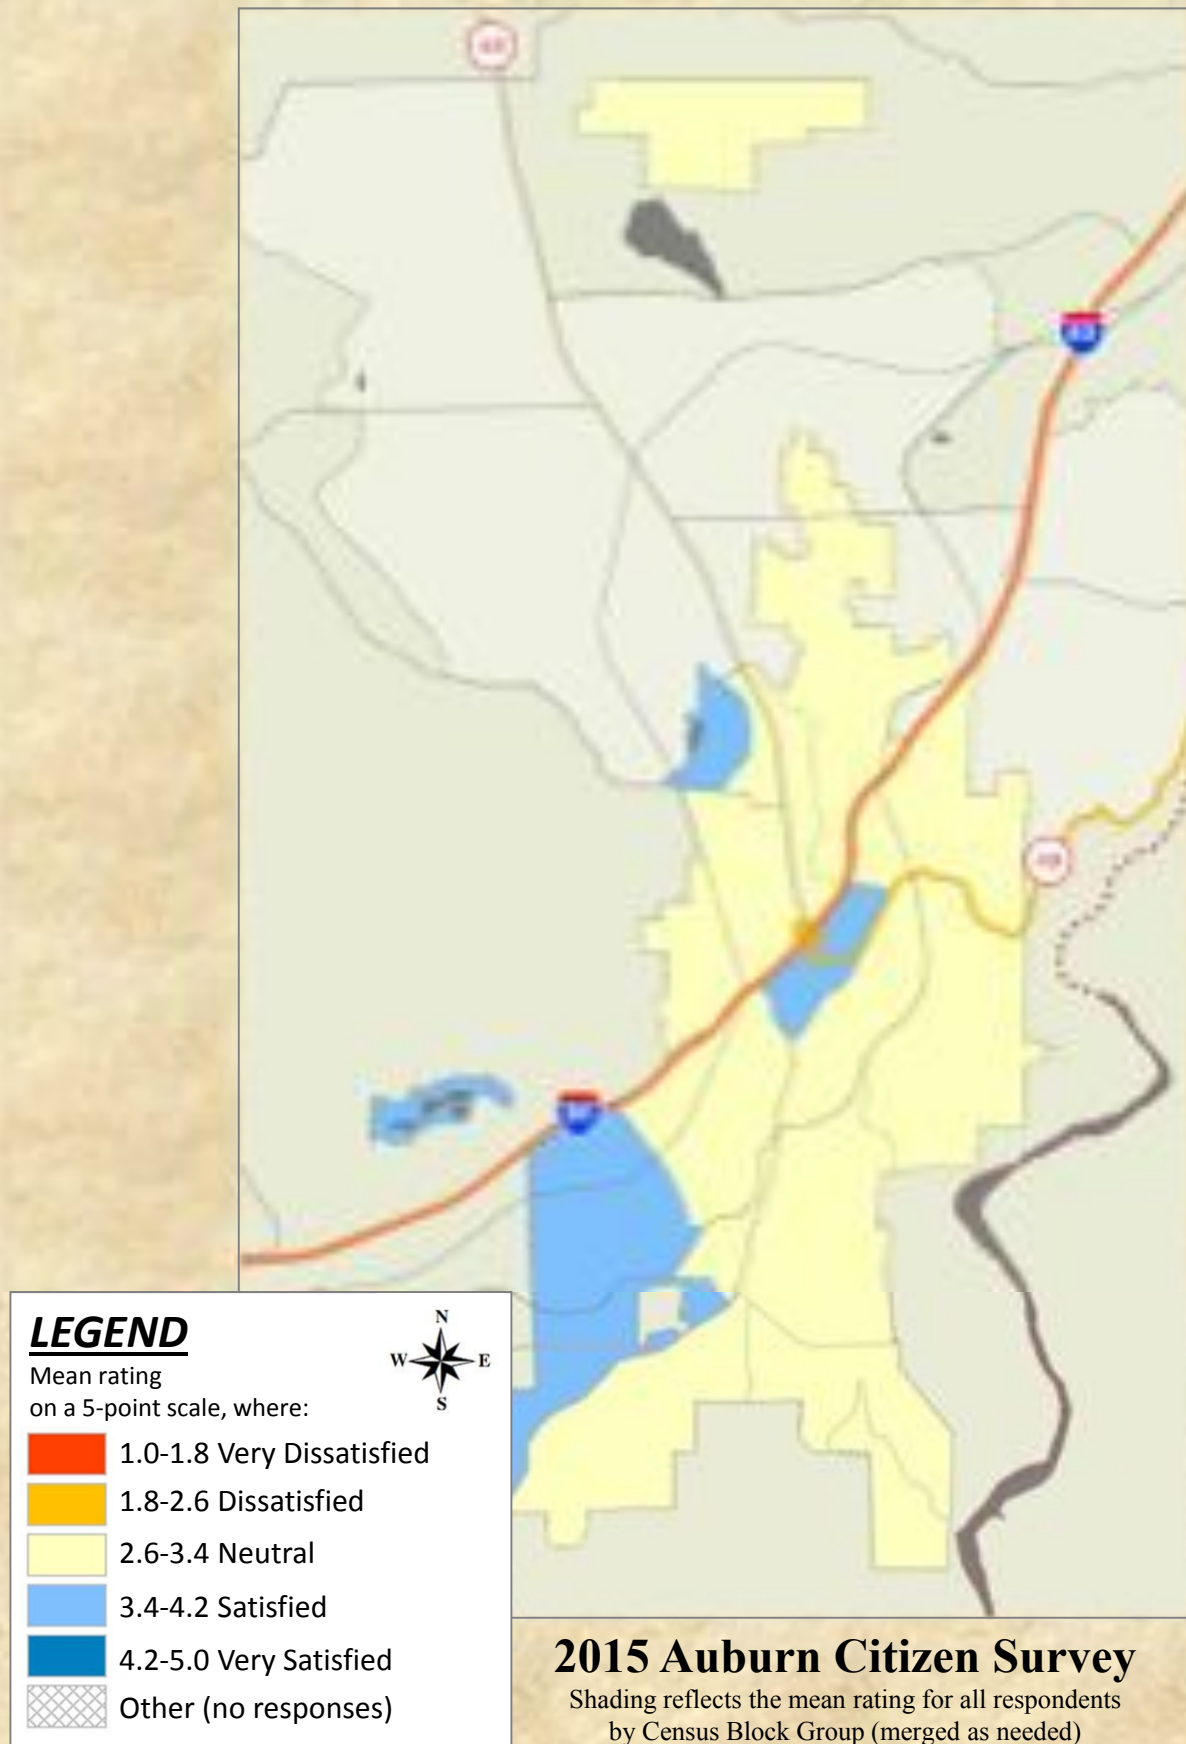 LEGEND
Mean rating
on a 5-point scale, where:
N
W
E
S
1.0-1.8 Very Dissatisfied
1.8-2.6 Dissatisfied
2.6-3.4 Neutral
3.4-4.2 Satisfied
4.2-5.0 Very Satisfied
Other (no responses)
2015 Auburn Citizen Survey
Shading reflects the mean rating for all respondents
by Census Block Group (merged as needed)